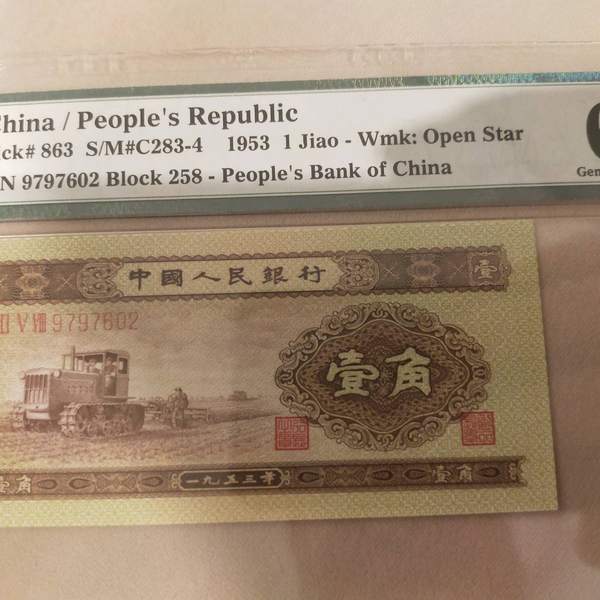 China / People's Republic
ck# 863 S/M#C283-4 1953 1 Jiao - Wmk: Open Star
N 9797602 Block 258 - People's Bank of China
Gen
中國人民銀行
壹
V VIII 9797602
壹角
壹角
一九五三年
壹角